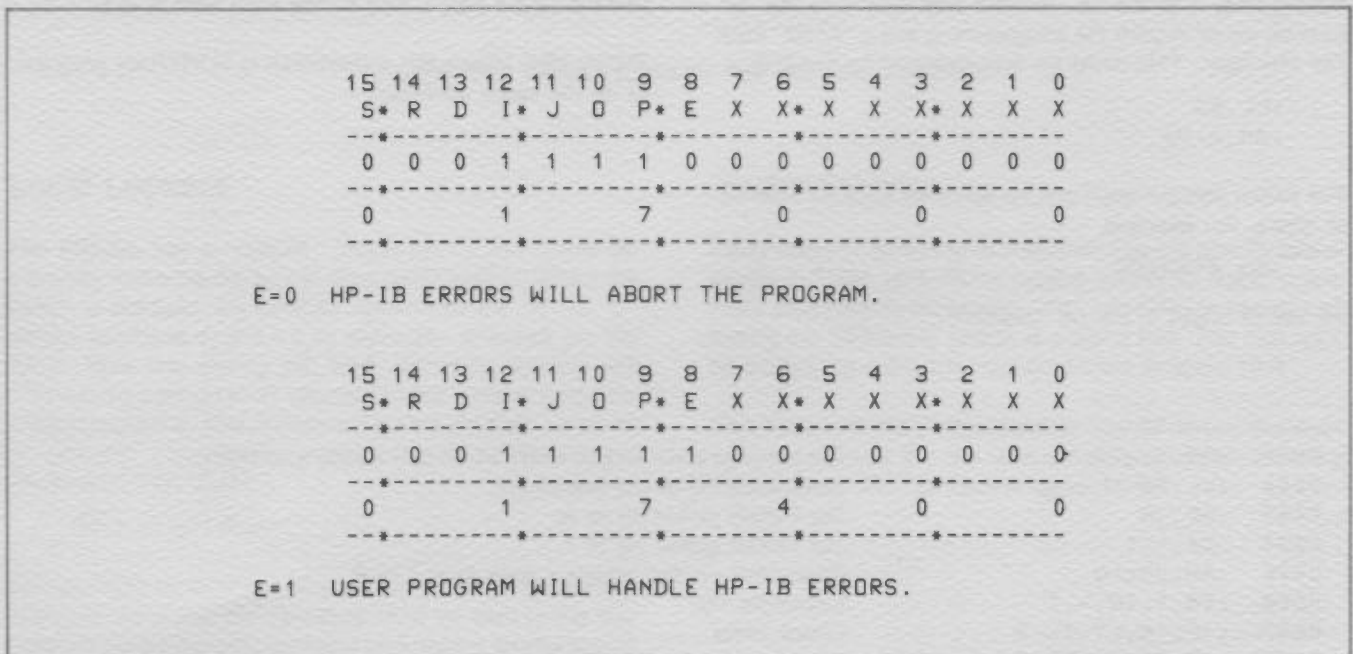 15 14 13 12 11 10 9 8 7 6 5 4 3 2 1 0
S* R D I* J O P* E X X* X X X* X X X
--*--------*--------*--------*--------*--------
0 0 0 1 1 1 1 0 0 0 0 0 0 0 0 0
--*--------*--------*--------*--------*--------
0 1 7 0 0 0
--*--------*--------*--------*--------*--------
E=0 HP-IB ERRORS WILL ABORT THE PROGRAM.
15 14 13 12 11 10 9 8 7 6 5 4 3 2 1 0
S* R D I* J O P* E X X* X X X* X X X
--*--------*--------*--------*--------*--------
0 0 0 1 1 1 1 1 0 0 0 0 0 0 0 0
--*--------*--------*--------*--------*--------
0 1 7 4 0 0
--*--------*--------*--------*--------*--------
E=1 USER PROGRAM WILL HANDLE HP-IB ERRORS.